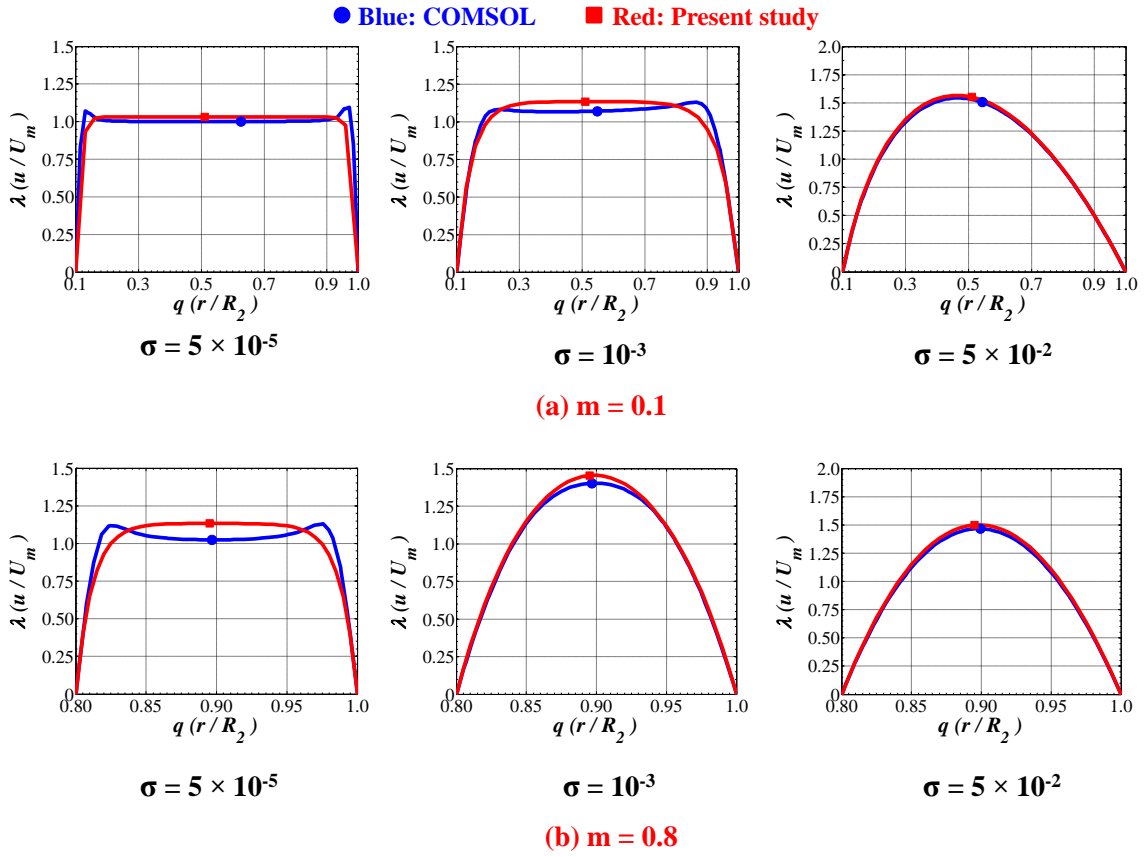 Blue: COMSOL Red: Present study
1.5 1.25 1.0 0.75 0.50 0.25 0
λ (u / U_m)
0.1 0.3 0.5 0.7 0.9 1.0
q (r / R_2)
σ = 5 × 10⁻⁵
1.5 1.25 1.0 0.75 0.50 0.25 0
λ (u / U_m)
0.1 0.3 0.5 0.7 0.9 1.0
q (r / R_2)
σ = 10⁻³
2.0 1.75 1.5 1.25 1.0 0.75 0.5 0.25 0
λ (u / U_m)
0.1 0.3 0.5 0.7 0.9 1.0
q (r / R_2)
σ = 5 × 10⁻²
(a) m = 0.1
1.5 1.25 1.0 0.75 0.50 0.25 0
λ (u / U_m)
0.80 0.85 0.90 0.95 1.0
q (r / R_2)
σ = 5 × 10⁻⁵
1.5 1.25 1.0 0.75 0.50 0.25 0
λ (u / U_m)
0.80 0.85 0.90 0.95 1.0
q (r / R_2)
σ = 10⁻³
2.0 1.75 1.5 1.25 1.0 0.75 0.5 0.25 0
λ (u / U_m)
0.80 0.85 0.90 0.95 1.0
q (r / R_2)
σ = 5 × 10⁻²
(b) m = 0.8